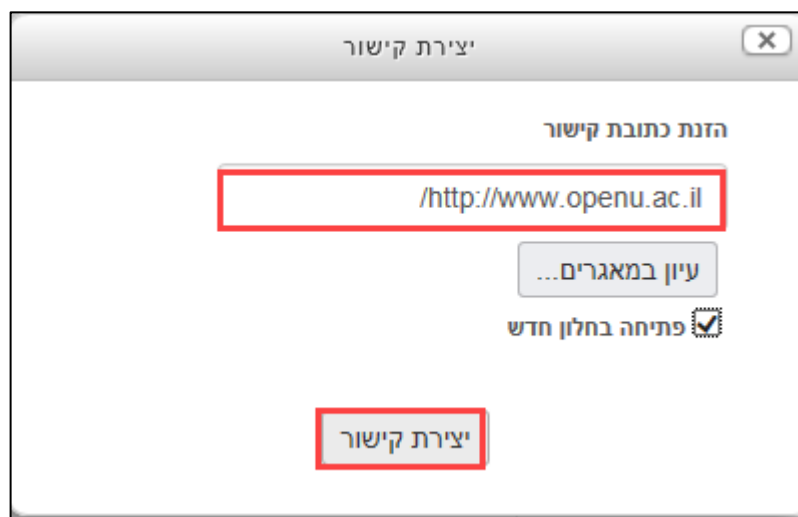 יצירת קישור
הזנת כתובת קישור
http://www.openu.ac.il/
עיון במאגרים...
פתיחה בחלון חדש
יצירת קישור